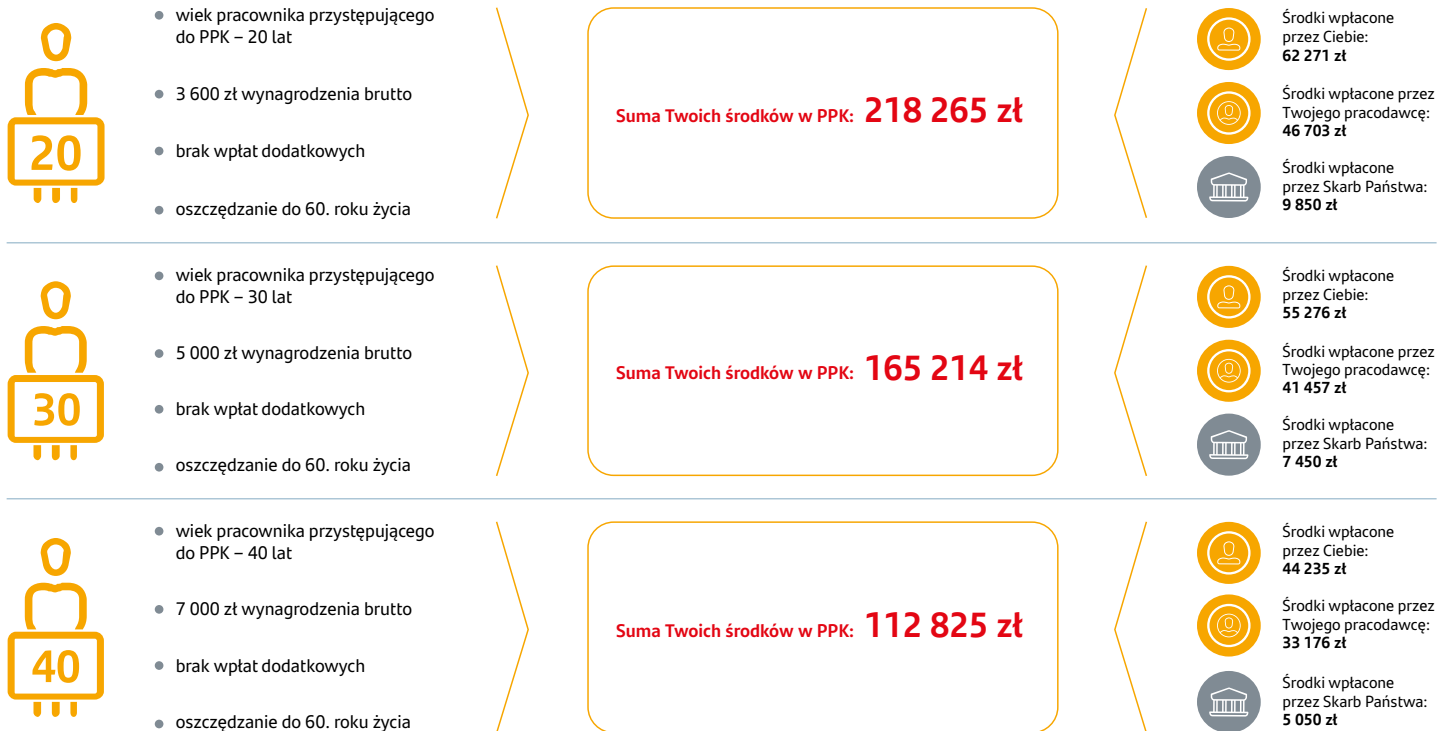 20
wiek pracownika przystępującego
do PPK – 20 lat
3 600 zł wynagrodzenia brutto
brak wpłat dodatkowych
oszczędzanie do 60. roku życia
Suma Twoich środków w PPK: 218 265 zł
Środki wpłacone
przez Ciebie:
62 271 zł
Środki wpłacone przez
Twojego pracodawcę:
46 703 zł
Środki wpłacone
przez Skarb Państwa:
9 850 zł
30
wiek pracownika przystępującego
do PPK – 30 lat
5 000 zł wynagrodzenia brutto
brak wpłat dodatkowych
oszczędzanie do 60. roku życia
Suma Twoich środków w PPK: 165 214 zł
Środki wpłacone
przez Ciebie:
55 276 zł
Środki wpłacone przez
Twojego pracodawcę:
41 457 zł
Środki wpłacone
przez Skarb Państwa:
7 450 zł
40
wiek pracownika przystępującego
do PPK – 40 lat
7 000 zł wynagrodzenia brutto
brak wpłat dodatkowych
oszczędzanie do 60. roku życia
Suma Twoich środków w PPK: 112 825 zł
Środki wpłacone
przez Ciebie:
44 235 zł
Środki wpłacone przez
Twojego pracodawcę:
33 176 zł
Środki wpłacone
przez Skarb Państwa:
5 050 zł